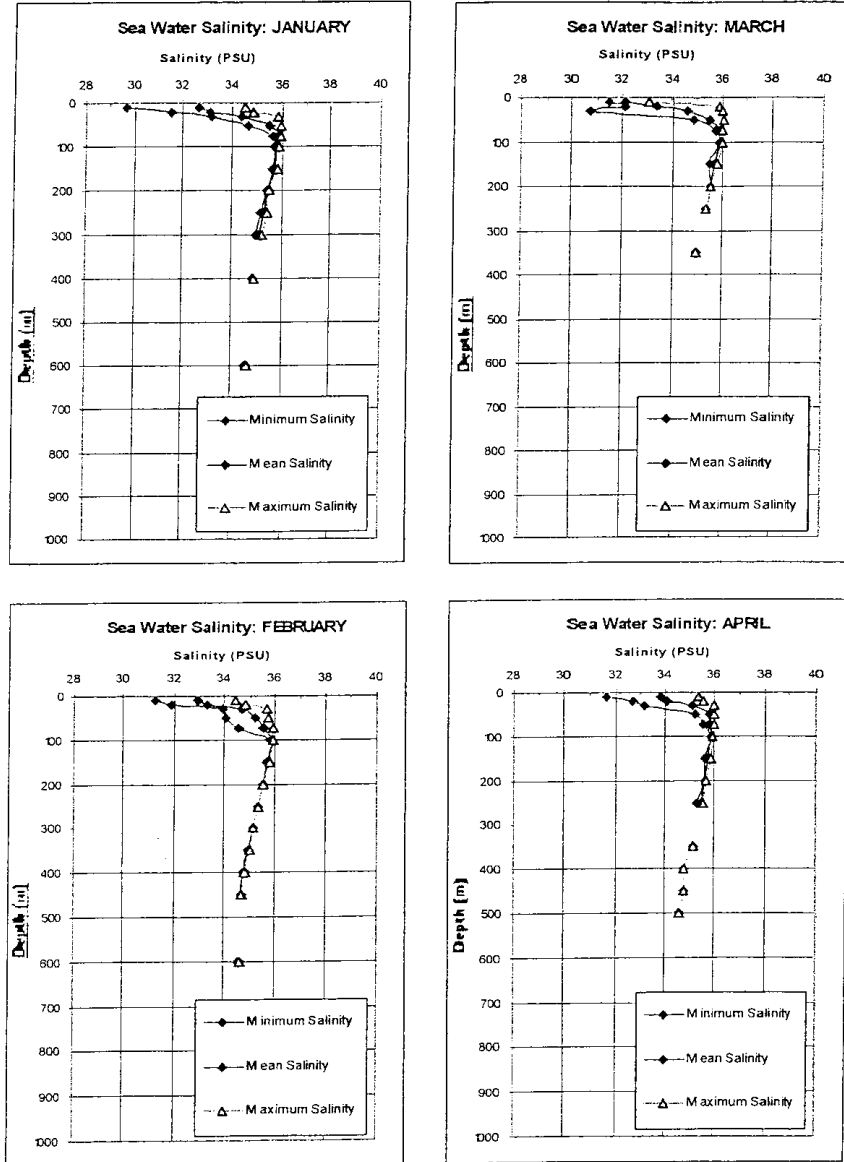 Sea Water Salinity: JANUARY
Salinity (PSU)
28 30 32 34 36 38 40
0
100
200
300
400
500
600
700
800
900
1000
Depth (m)
Minimum Salinity
Mean Salinity
Maximum Salinity
Sea Water Salinity: MARCH
Salinity (PSU)
28 30 32 34 36 38 40
0
100
200
300
400
500
600
700
800
900
1000
Depth (m)
Minimum Salinity
Mean Salinity
Maximum Salinity
Sea Water Salinity: FEBRUARY
Salinity (PSU)
28 30 32 34 36 38 40
0
100
200
300
400
500
600
700
800
900
1000
Depth (m)
Minimum Salinity
Mean Salinity
Maximum Salinity
Sea Water Salinity: APRIL
Salinity (PSU)
28 30 32 34 36 38 40
0
100
200
300
400
500
600
700
800
900
1000
Depth (m)
Minimum Salinity
Mean Salinity
Maximum Salinity